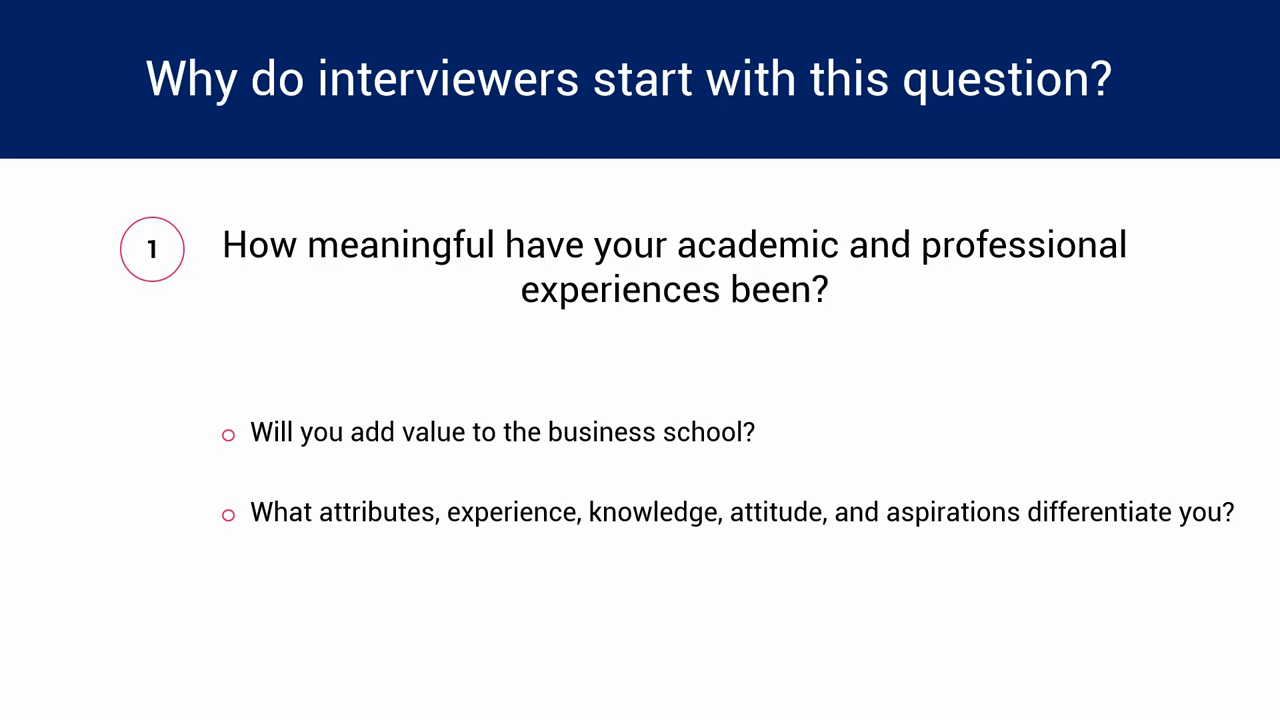 Why do interviewers start with this question?
1
How meaningful have your academic and professional
experiences been?
Will you add value to the business school?
What attributes, experience, knowledge, attitude, and aspirations differentiate you?